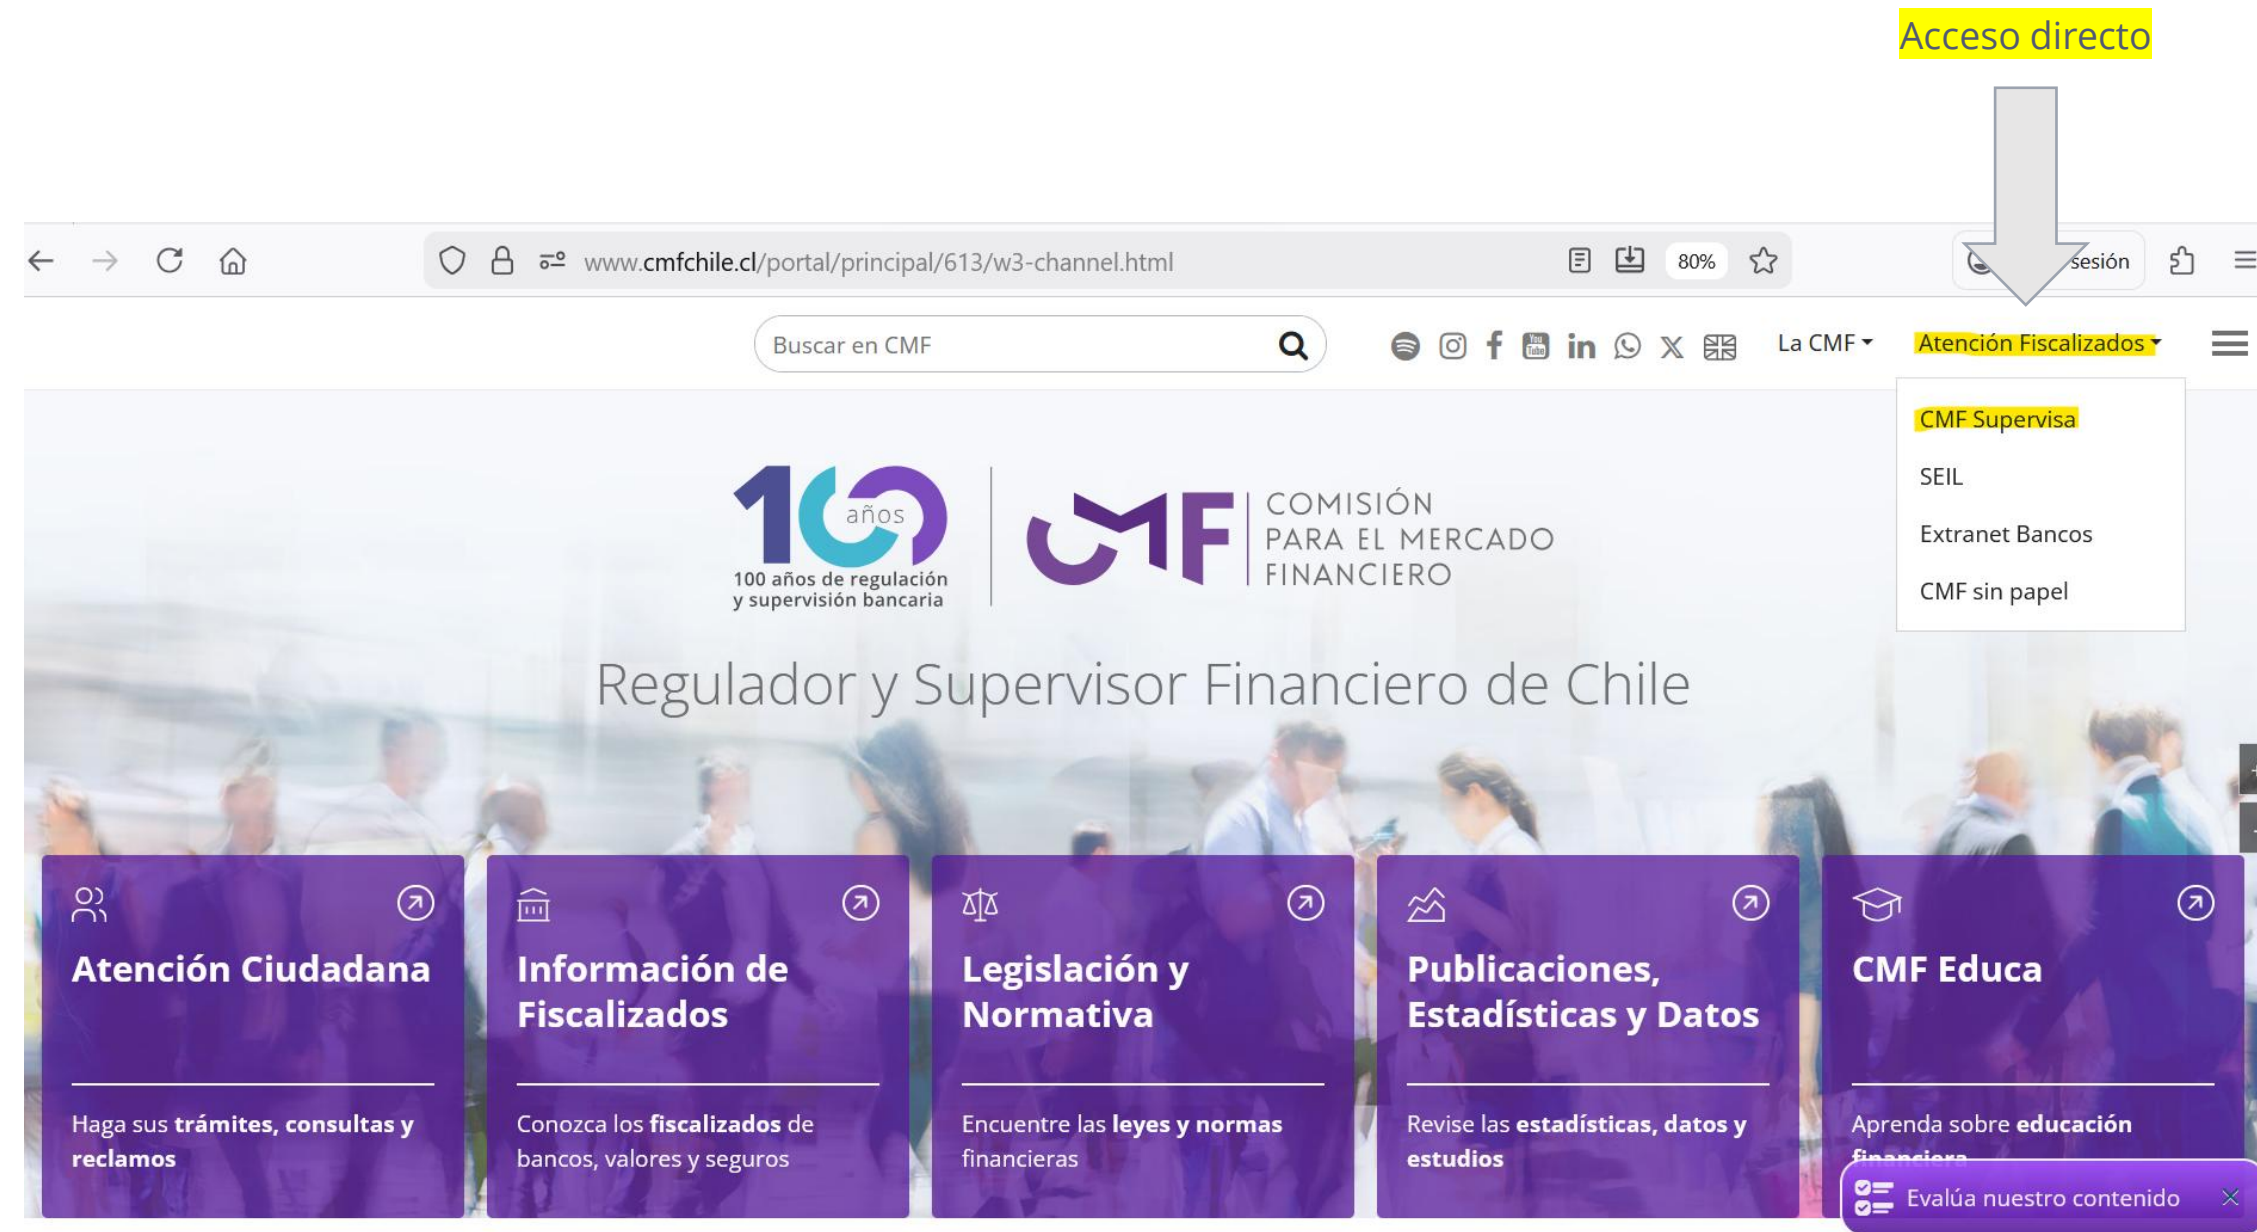 Acceso directo
www.cmfchile.cl/portal/principal/613/w3-channel.html
80%
sesión
Buscar en CMF
You
Tube
La CMF
Atención Fiscalizados
CMF Supervisa
SEIL
Extranet Bancos
CMF sin papel
100
años
100 años de regulación
y supervisión bancaria
CMF
COMISIÓN
PARA EL MERCADO
FINANCIERO
Regulador y Supervisor Financiero de Chile
Atención Ciudadana
Haga sus trámites, consultas y
reclamos
Información de
Fiscalizados
Conozca los fiscalizados de
bancos, valores y seguros
Legislación y
Normativa
Encuentre las leyes y normas
financieras
Publicaciones,
Estadísticas y Datos
Revise las estadísticas, datos y
estudios
CMF Educa
Aprenda sobre educación
financiera
Evalúa nuestro contenido